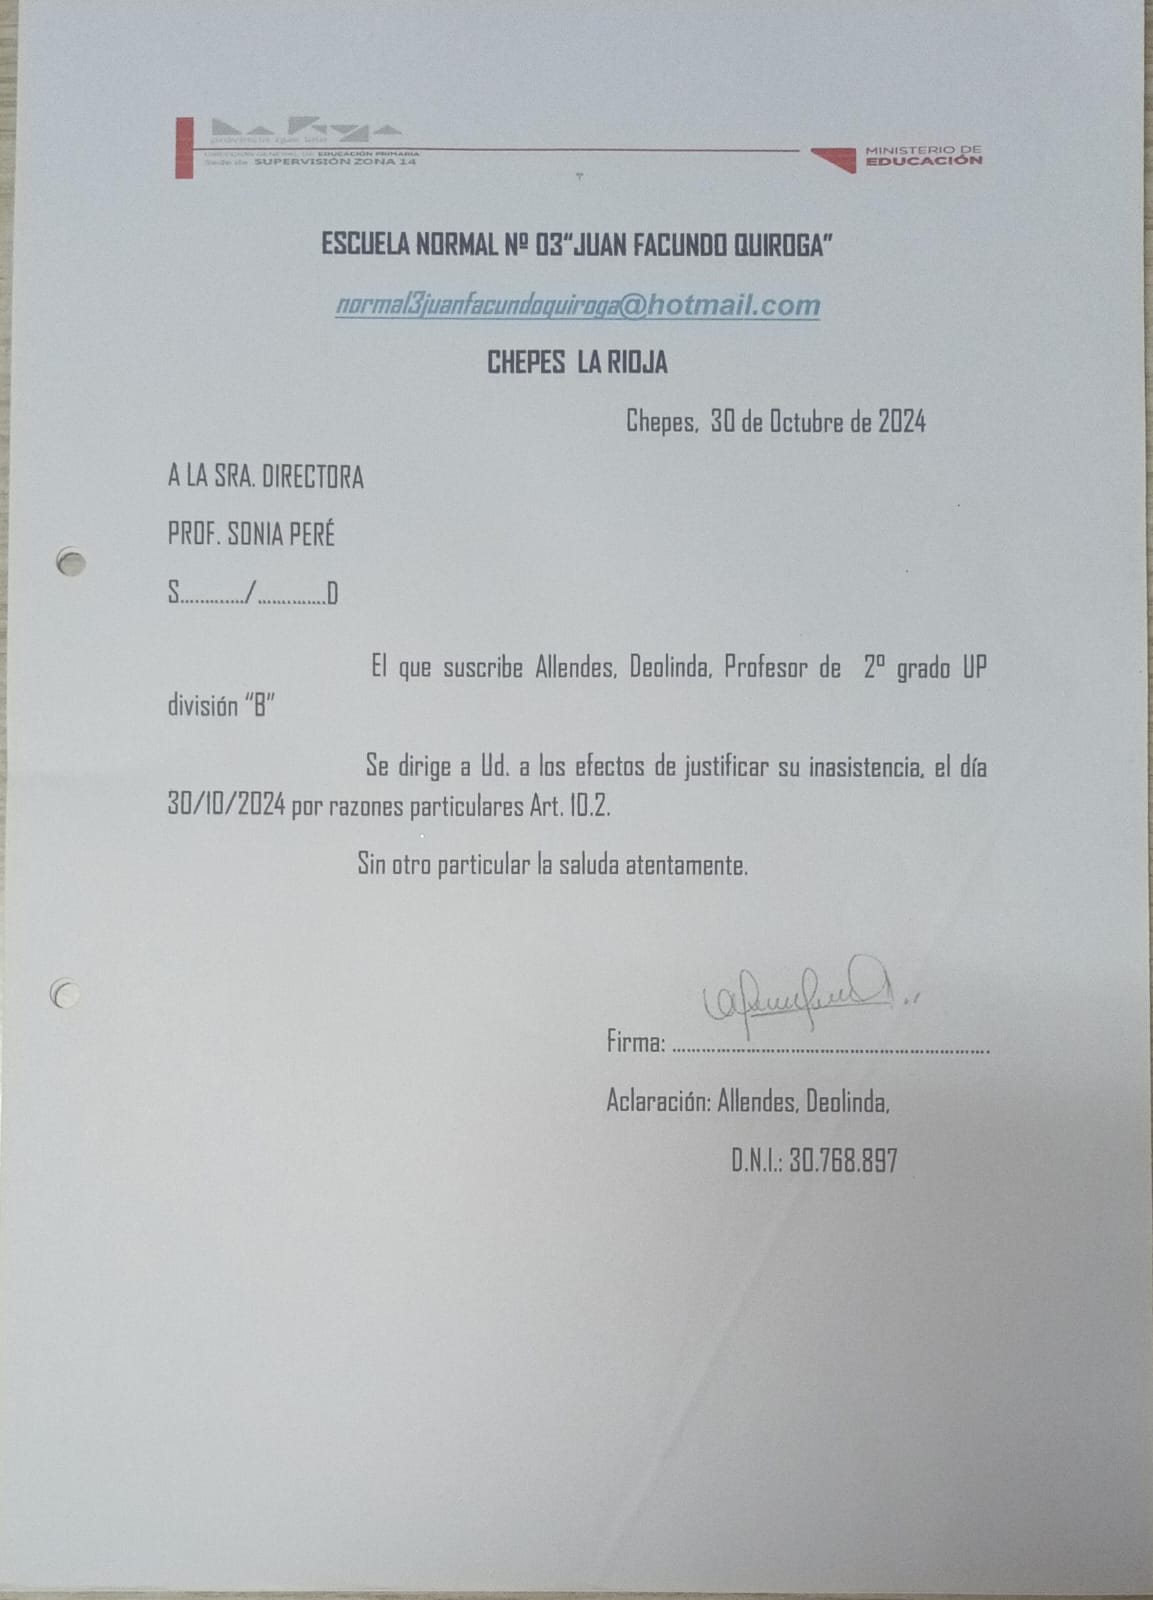 La Rioja
DIRECCIÓN GENERAL DE EDUCACIÓN PRIMARIA
Sede de SUPERVISIÓN ZONA 14
MINISTERIO DE
EDUCACIÓN
ESCUELA NORMAL Nº 03“JUAN FACUNDO QUIROGA”
normal3juanfacundoquiroga@hotmail.com
CHEPES LA RIOJA
Chepes, 30 de Octubre de 2024
A LA SRA. DIRECTORA
PROF. SONIA PERÉ
S............./..............D
El que suscribe Allendes, Deolinda, Profesor de 2º grado UP
división “B”
Se dirige a Ud. a los efectos de justificar su inasistencia, el día
30/10/2024 por razones particulares Art. 10.2.
Sin otro particular la saluda atentamente.
Firma: ................................................................
Aclaración: Allendes, Deolinda,
D.N.I.: 30.768.897